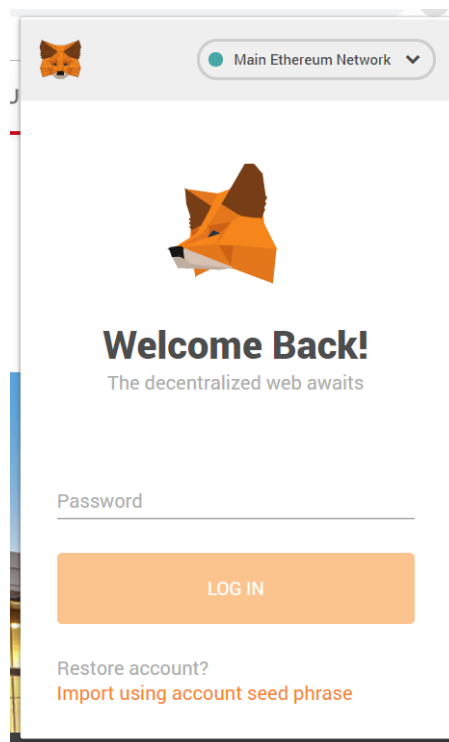 Main Ethereum Network
Welcome Back!
The decentralized web awaits
Password
LOG IN
Restore account?
Import using account seed phrase